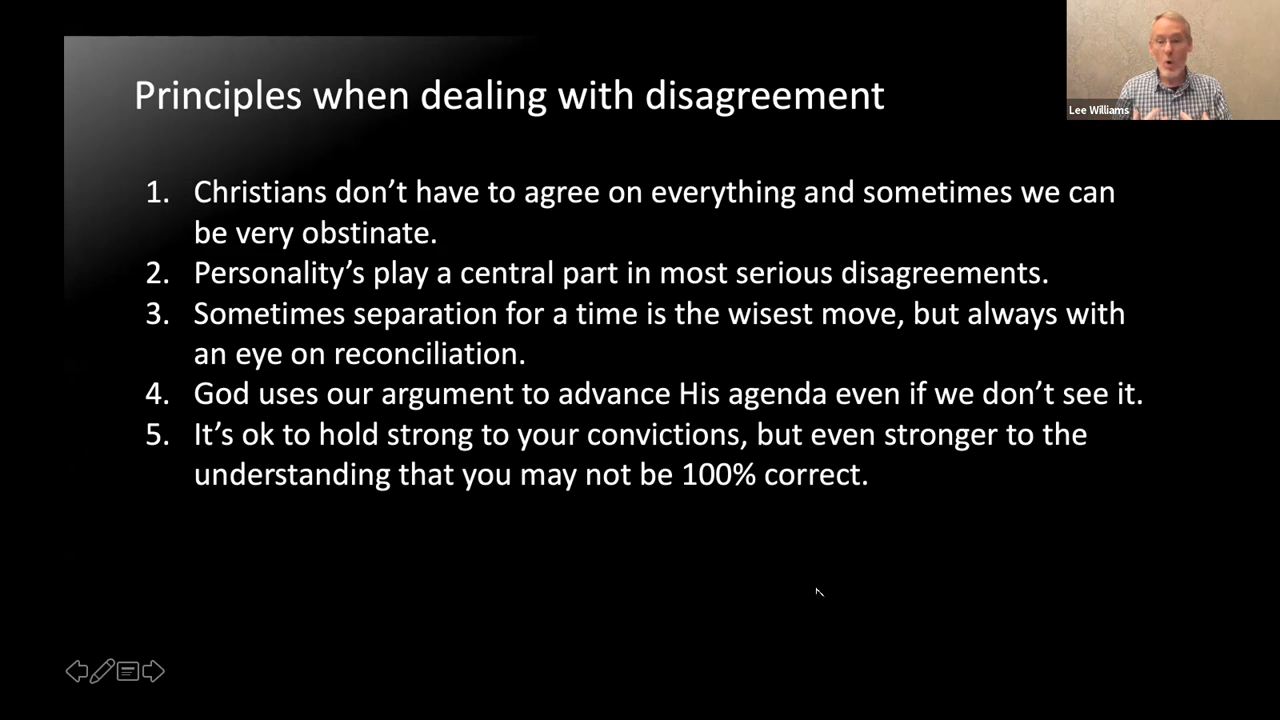 Principles when dealing with disagreement
Lee Williams
1. Christians don’t have to agree on everything and sometimes we can
be very obstinate.
2. Personality’s play a central part in most serious disagreements.
3. Sometimes separation for a time is the wisest move, but always with
an eye on reconciliation.
4. God uses our argument to advance His agenda even if we don’t see it.
5. It’s ok to hold strong to your convictions, but even stronger to the
understanding that you may not be 100% correct.